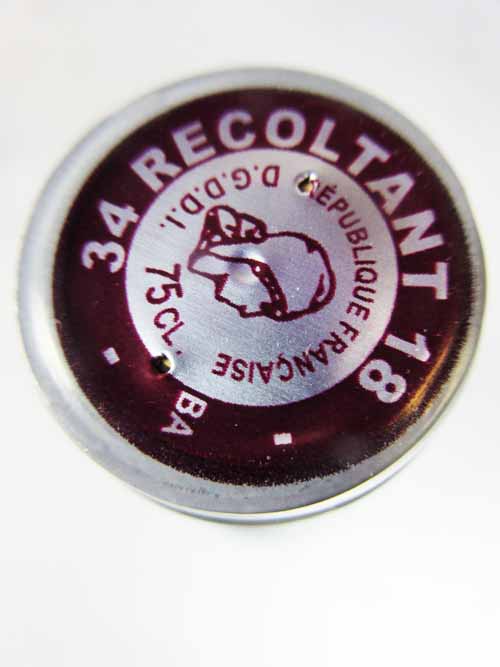 34 RECOLTANT 18
BA
D.G.D.D.I.
RÉPUBLIQUE FRANÇAISE
75CL